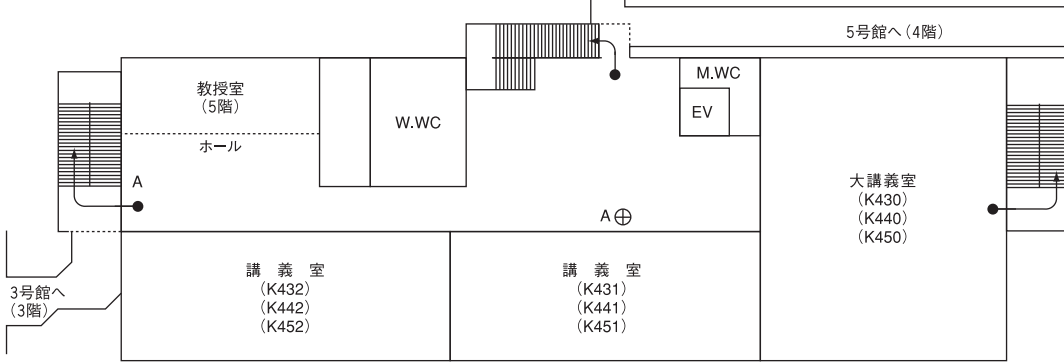 5号館へ（4階）
M.WC
教授室
（5階）
EV
W.WC
ホール
A
大講義室
（K430）
（K440）
（K450）
A
講義室
（K432）
（K442）
（K452）
講義室
（K431）
（K441）
（K451）
3号館へ
（3階）